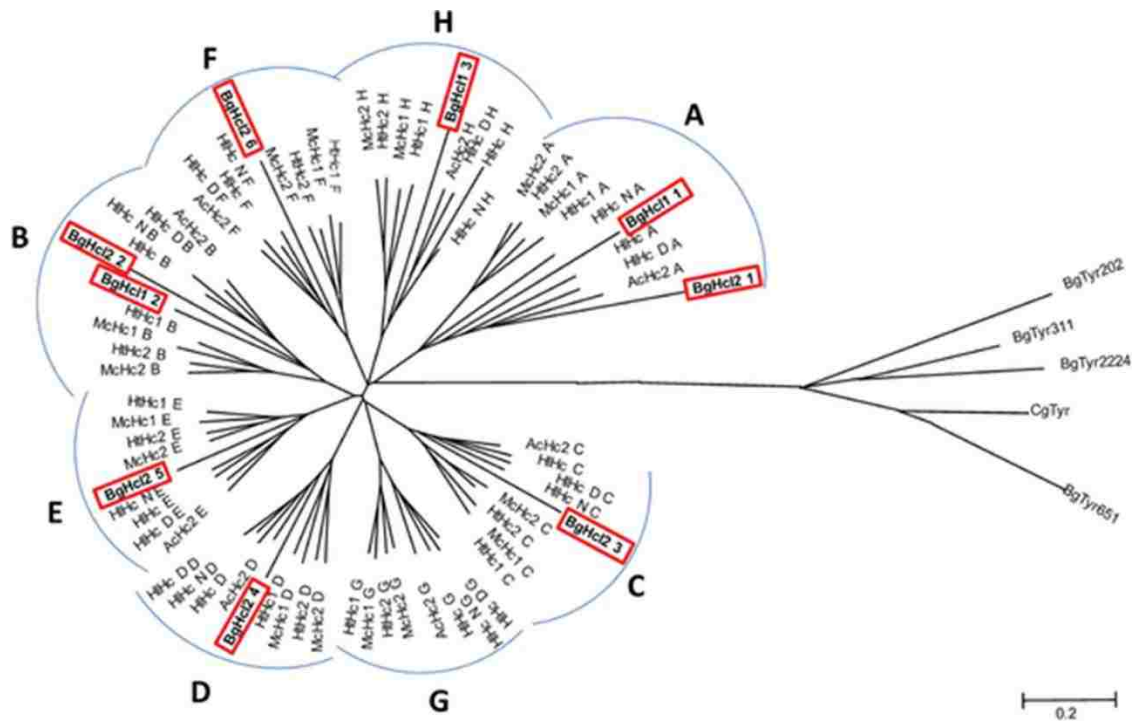 H
McHc2 H
HtHc2 H
McHc1 H
HtHc1 H
BgHcl1 3
AcHc2 H
HlHc D H
HlHc H
HlHc N H
A
McHc2 A
HtHc2 A
McHc1 A
HtHc1 A
HlHc N A
BgHcl1 1
HlHc A
HlHc D A
AcHc2 A
BgHcl2 1
BgTyr202
BgTyr311
BgTyr2224
CgTyr
BgTyr651
C
AcHc2 C
HlHc C
HlHc D C
HlHc N C
BgHcl2 3
McHc2 C
HtHc2 C
McHc1 C
HtHc1 C
G
HlHc DG
HlHc N G
HlHc G
AcHc2 G
McHc2 G
HtHc2 G
McHc1 G
HtHc1 G
D
McHc2 D
HtHc2 D
McHc1 D
HtHc1 D
BgHcl2 4
AcHc2 D
HlHc D
HlHc N D
HlHc D D
E
AcHc2 E
HlHc D E
HlHc E
HlHc N E
BgHcl2 5
McHc2 E
HtHc2 E
McHc1 E
HtHc1 E
B
McHc2 B
HtHc2 B
McHc1 B
HtHc1 B
BgHcl1 2
BgHcl2 2
HlHc B
HlHc N B
HlHc D B
AcHc2 B
F
AcHc2 F
HlHc D F
HlHc F
HlHc N F
BgHcl2 6
McHc2 F
HtHc2 F
McHc1 F
HtHc1 F
0.2